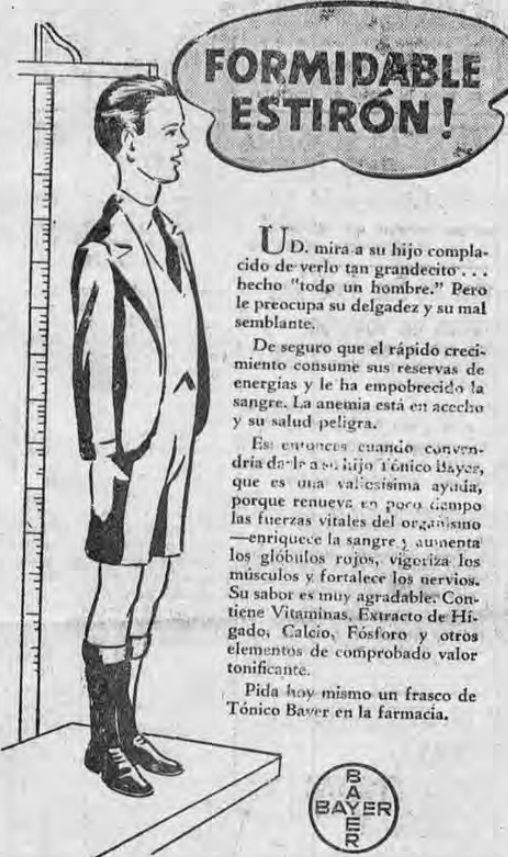 FORMIDABLE
ESTIRÓN!
UD. mira a su hijo compla-
cido de verlo tan grandecito...
hecho "todo un hombre." Pero
le preocupa su delgadez y su mal
semblante.
De seguro que el rápido creci-
miento consume sus reservas de
energías y le ha empobrecido la
sangre. La anemia está en acecho
y su salud peligra.
Es entonces cuando conven-
dría darle a su hijo Tónico Bayer,
que es una valiosísima ayuda,
porque renueva en poco tiempo
las fuerzas vitales del organismo
—enriquece la sangre y aumenta
los glóbulos rojos, vigoriza los
músculos y fortalece los nervios.
Su sabor es muy agradable. Con-
tiene Vitaminas, Extracto de Hí-
gado, Calcio, Fósforo y otros
elementos de comprobado valor
tonificante.
Pida hoy mismo un frasco de
Tónico Bayer en la farmacia.
BAYER
BAYER